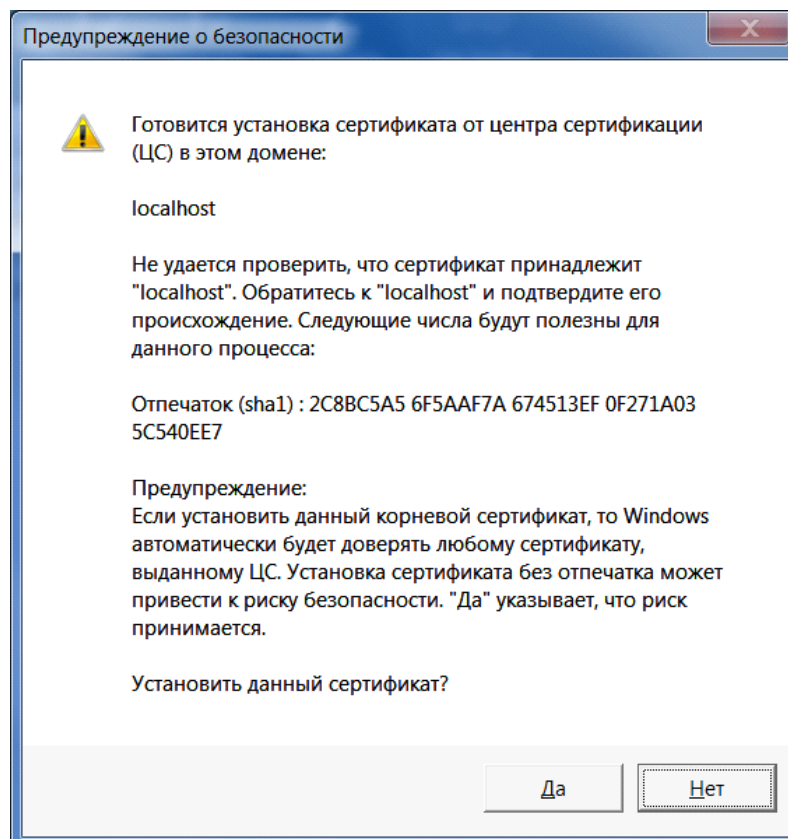 Предупреждение о безопасности
Готовится установка сертификата от центра сертификации
(ЦС) в этом домене:
localhost
Не удается проверить, что сертификат принадлежит
"localhost". Обратитесь к "localhost" и подтвердите его
происхождение. Следующие числа будут полезны для
данного процесса:
Отпечаток (sha1) : 2C8BC5A5 6F5AAF7A 674513EF 0F271A03
5C540EE7
Предупреждение:
Если установить данный корневой сертификат, то Windows
автоматически будет доверять любому сертификату,
выданному ЦС. Установка сертификата без отпечатка может
привести к риску безопасности. "Да" указывает, что риск
принимается.
Установить данный сертификат?
Да
Нет